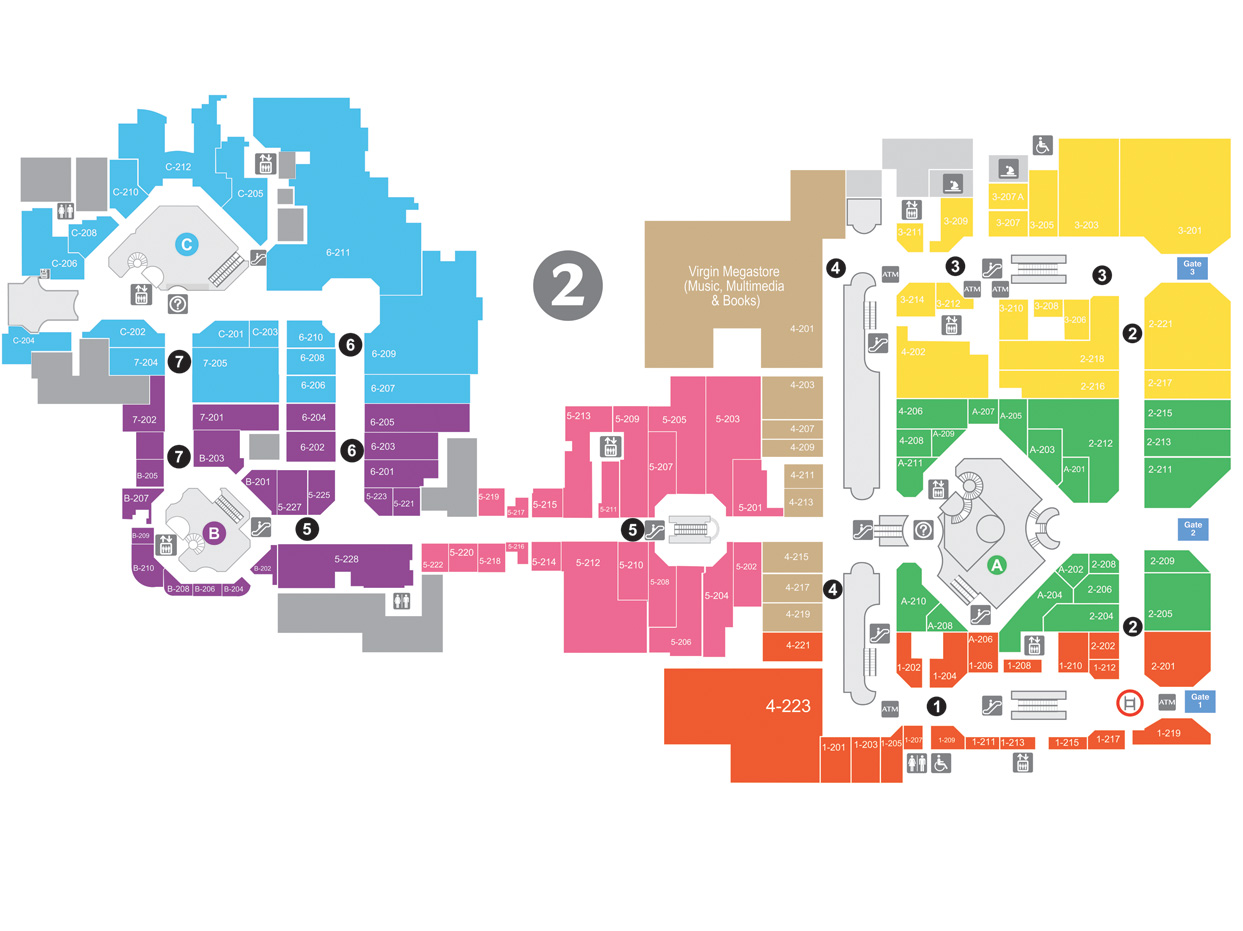 C-212
C-210
C-205
C-208
C-206
C
6-211
C-204
C-202
C-201
C-203
6-210
6
7-204
7
7-205
6-208
6-209
6-206
6-207
7-202
7-201
6-204
6-205
B-203
6-202
6
6-203
7
B-205
6-201
B-201
5-227
5-225
5-223
5-221
B-207
B-209
B
5
B-210
B-202
5-228
B-208
B-206
B-204
2
Virgin Megastore
(Music, Multimedia
& Books)
4-201
4
5-213
5-209
5-205
5-203
4-203
4-207
4-209
5-207
4-211
4-213
5-219
5-217
5-215
5-211
5-201
5
5-222
5-220
5-218
5-216
5-214
5-212
5-210
5-208
5-206
5-204
5-202
4-215
4-217
4-219
4
4-221
4-223
3-211
3-209
3-207A
3-207
3-205
3-203
3-201
ATM
3
3
Gate
3
ATM
ATM
3-214
3-212
3-210
3-208
3-206
2-221
2
4-202
2-218
2-216
2-217
4-206
A-207
A-205
2-215
4-208
A-209
A-203
2-212
2-213
A-211
A-201
2-211
Gate
2
A
A-202
2-208
2-209
A-210
A-204
2-206
2-205
A-208
2-204
2
A-206
1-202
1-204
1-206
1-208
1-210
2-202
1-212
2-201
ATM
1
ATM
Gate
1
1-201
1-203
1-205
1-207
1-209
1-211
1-213
1-215
1-217
1-219